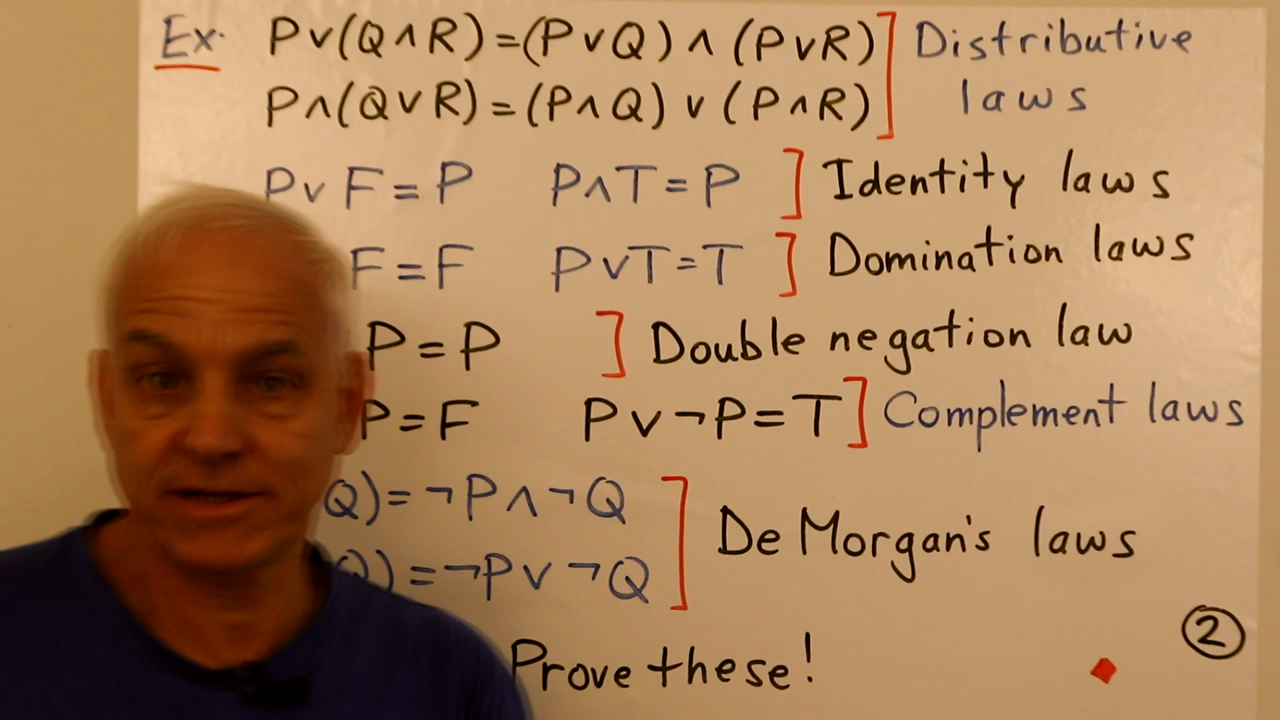 Ex. P∨(Q∧R)=(P∨Q)∧(P∨R)] Distributive
P∧(Q∨R)=(P∧Q)∨(P∧R) laws
P∨F=P P∧T=P ] Identity laws
F=F P∨T=T ] Domination laws
P=P ] Double negation law
P=F P∨¬P=T] Complement laws
Q)=¬P∧¬Q
De Morgan's laws
Q)=¬P∨¬Q
Prove these!
2